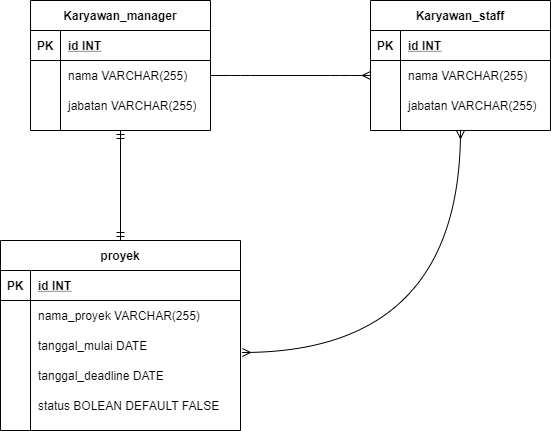 Karyawan_manager
PK id INT
nama VARCHAR(255)
jabatan VARCHAR(255)
Karyawan_staff
PK id INT
nama VARCHAR(255)
jabatan VARCHAR(255)
proyek
PK id INT
nama_proyek VARCHAR(255)
tanggal_mulai DATE
tanggal_deadline DATE
status BOLEAN DEFAULT FALSE